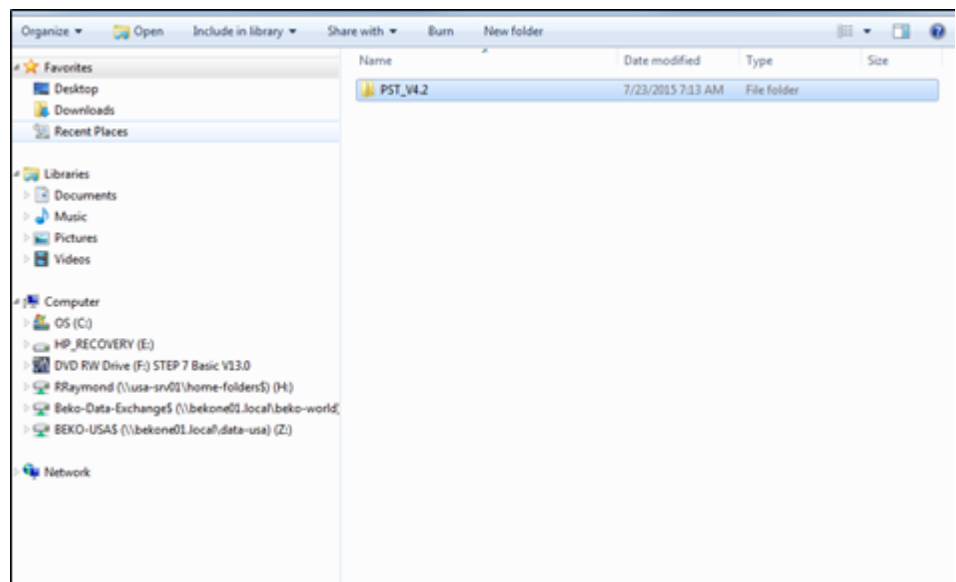 Organize Open Include in library Share with Burn New folder
Name Date modified Type Size
PST_V4.2 7/23/2015 7:13 AM File folder
Favorites
Desktop
Downloads
Recent Places
Libraries
Documents
Music
Pictures
Videos
Computer
OS (C:)
HP_RECOVERY (E:)
DVD RW Drive (F:) STEP 7 Basic V13.0
RRaymond (\\usa-srv01\home-folders$) (H:)
Beko-Data-Exchange$ (\\bekone01.local\beko-world)
BEKO-USA$ (\\bekone01.local\data-usa) (Z:)
Network